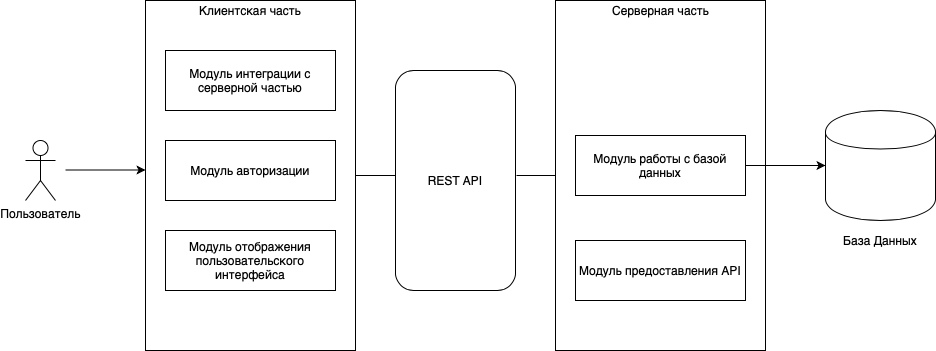 Клиентская часть
Модуль интеграции с
серверной частью
Модуль авторизации
Модуль отображения
пользовательского
интерфейса
Пользователь
REST API
Серверная часть
Модуль работы с базой
данных
Модуль предоставления API
База Данных